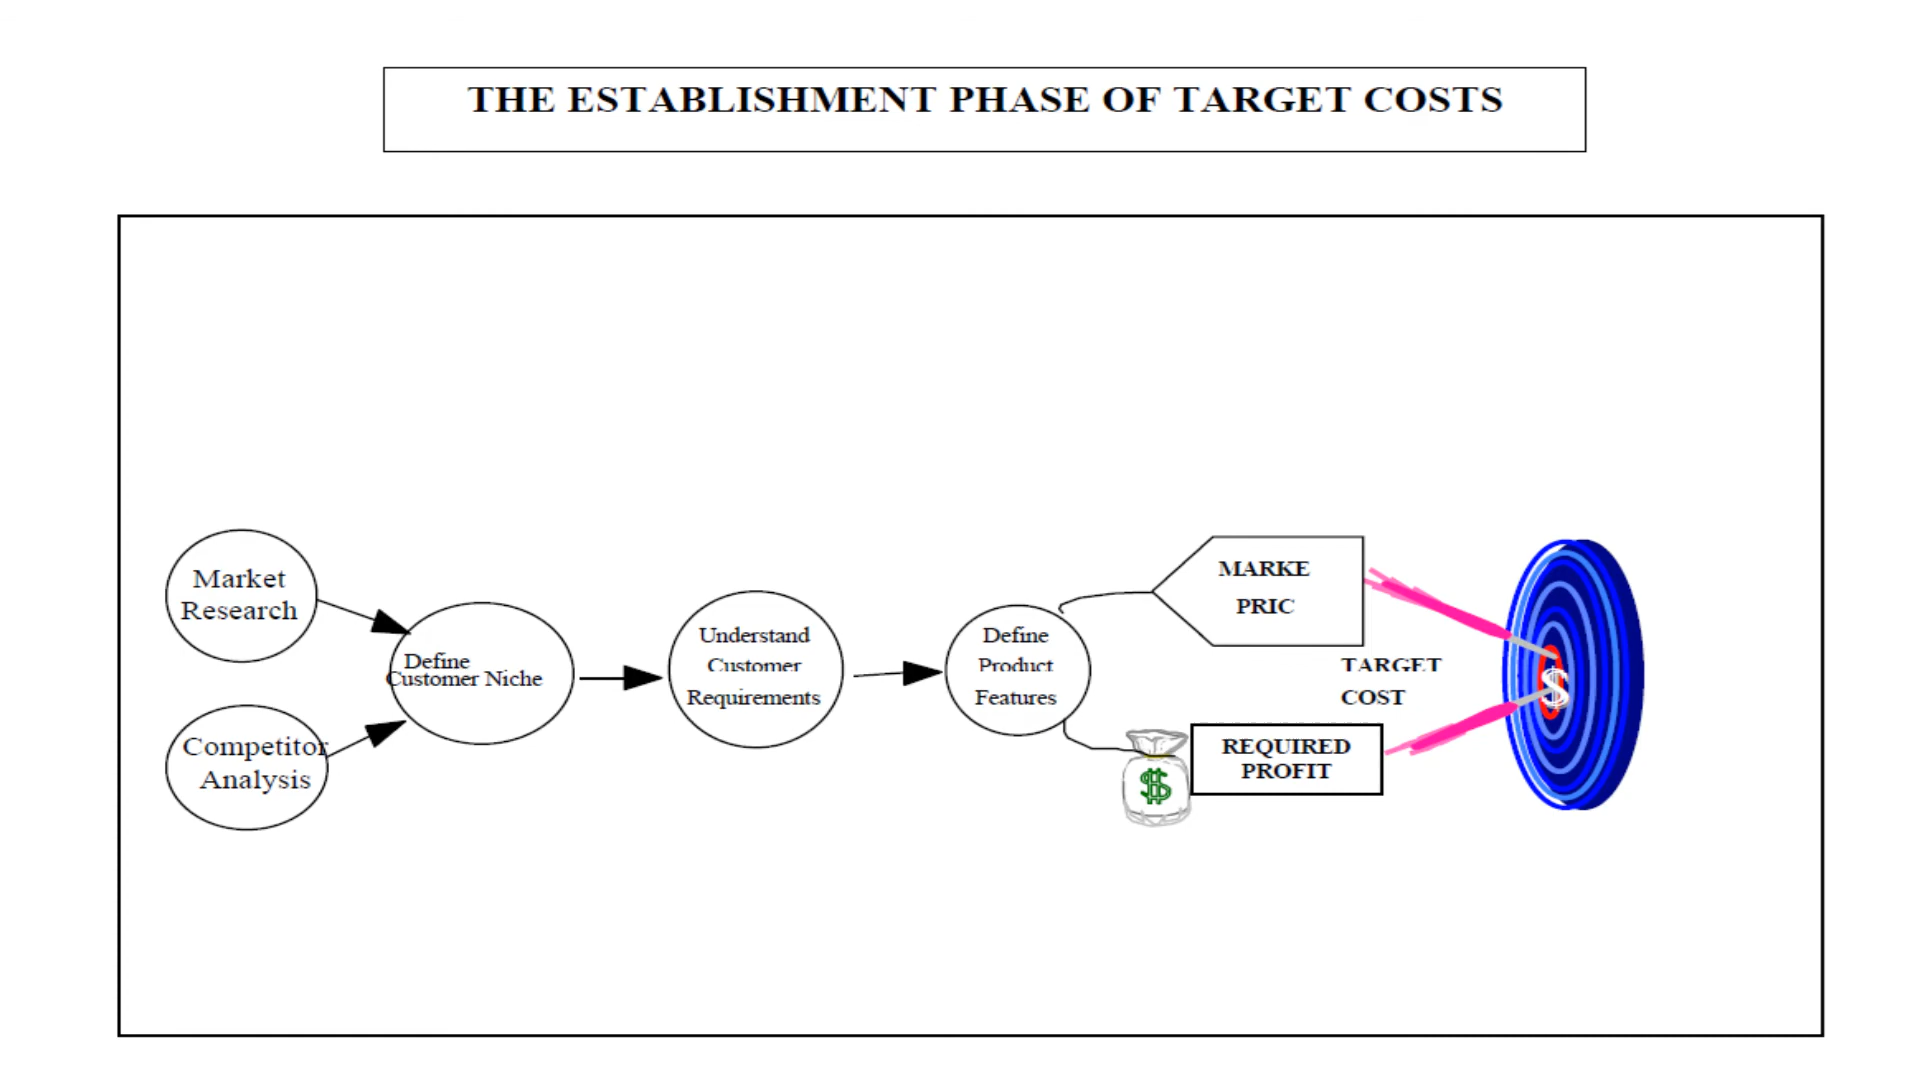 THE ESTABLISHMENT PHASE OF TARGET COSTS
Market
Research
Competitor
Analysis
Define
Customer Niche
Understand
Customer
Requirements
Define
Product
Features
MARKE
PRIC
TARGET
COST
REQUIRED
PROFIT
$
$